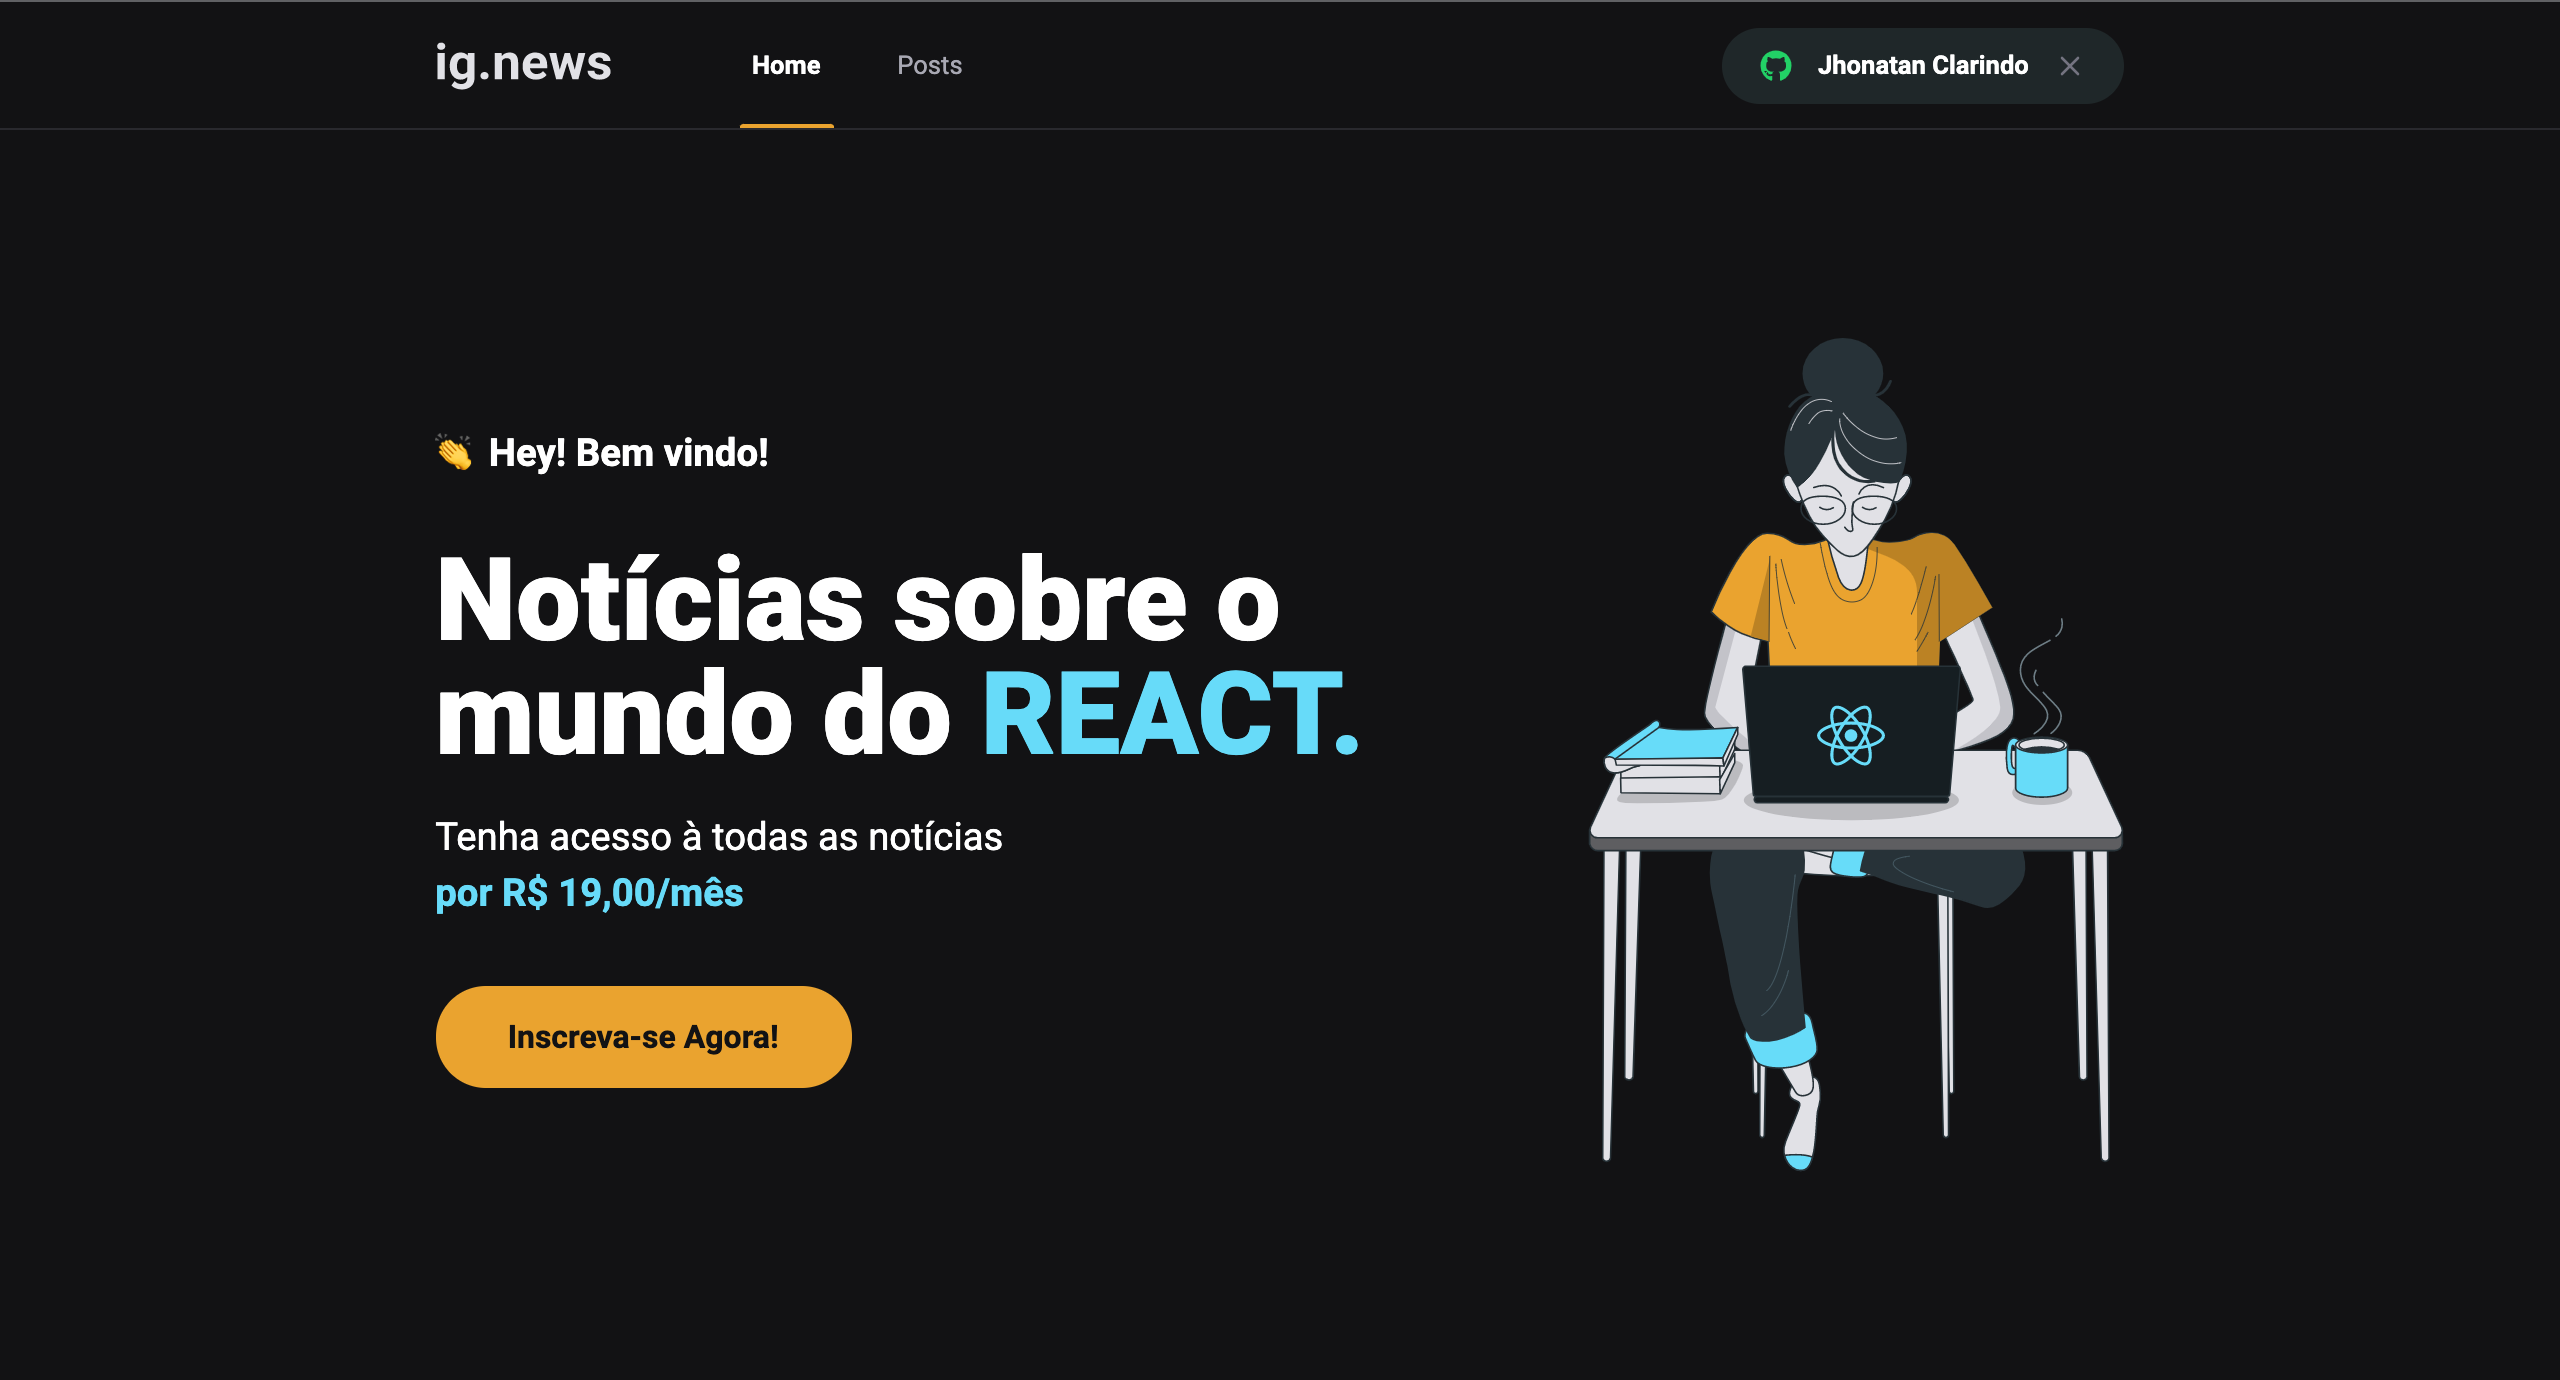 ig.news
Home
Posts
Jhonatan Clarindo
👏 Hey! Bem vindo!
Notícias sobre o
mundo do REACT.
Tenha acesso à todas as notícias
por R$ 19,00/mês
Inscreva-se Agora!